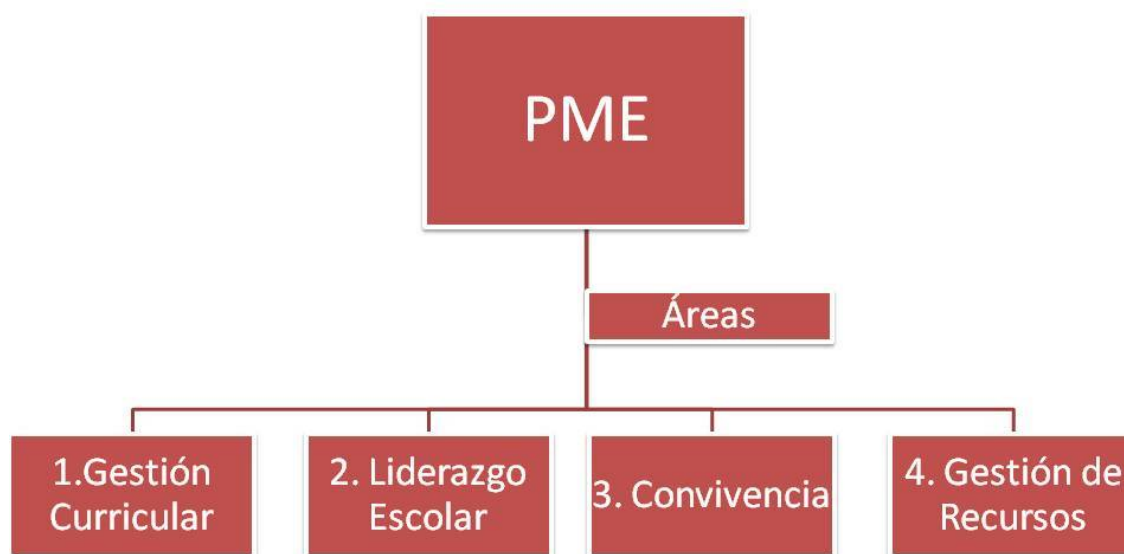 PME
Áreas
1.Gestión
Curricular
2. Liderazgo
Escolar
3. Convivencia
4. Gestión de
Recursos